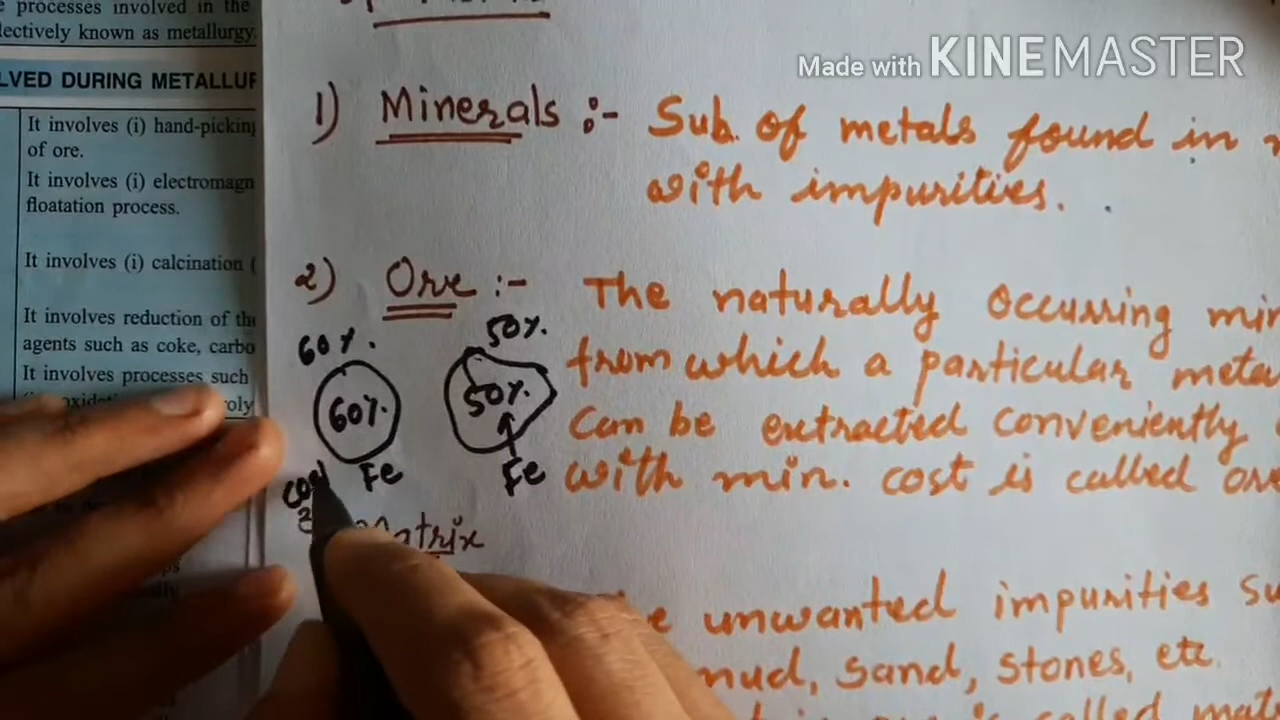 processes involved in the
lectively known as metallurgy.
LVED DURING METALLUR
It involves (i) hand-picking
of ore.
It involves (i) electromagn
floatation process.
It involves (i) calcination (
It involves reduction of the
agents such as coke, carbo
It involves processes such
Made with KINEMASTER
1) Minerals :- Sub. of metals found in
with impurities.
2) Ore :- The naturally occurring min
from which a particular meta
can be extracted conveniently
with min. cost is called ore
60%.
50%.
60%.
50%.
Fe
Fe
Matrix
unwanted impurities su
mud, sand, stones, etc.
is called mat